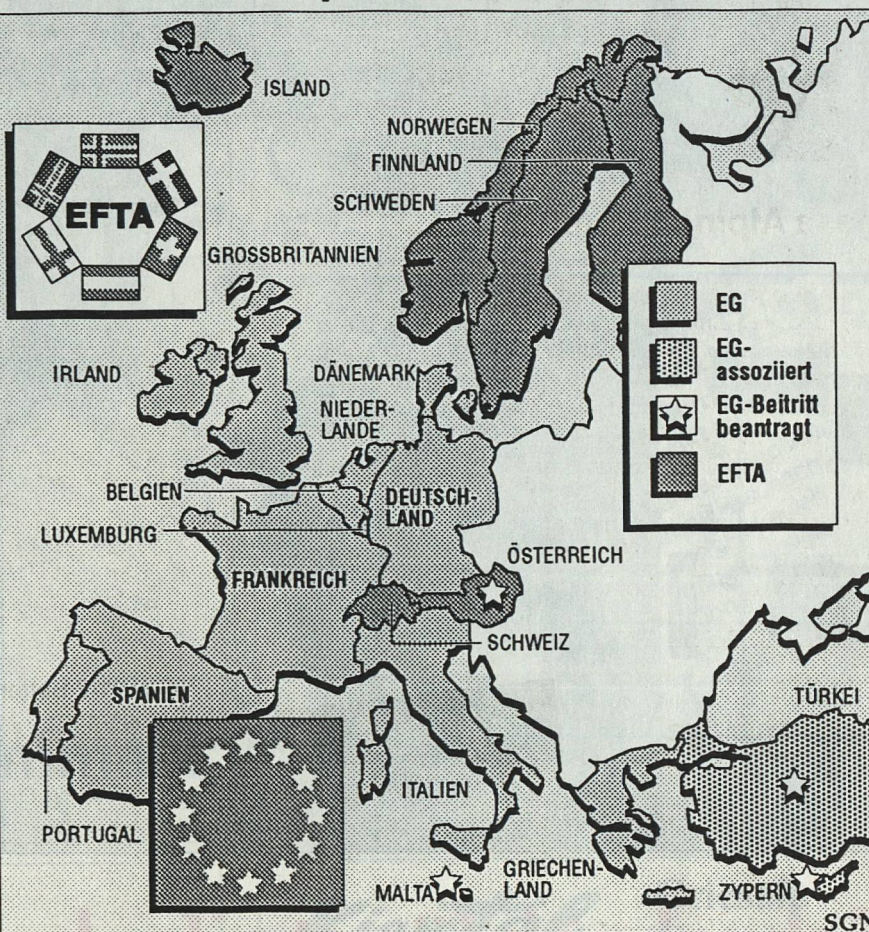 ISLAND
NORWEGEN
FINNLAND
SCHWEDEN
EFTA
GROSSBRITANNIEN
EG
EG-
assoziiert
EG-Beitritt
beantragt
EFTA
IRLAND
DÄNEMARK
NIEDER-
LANDE
BELGIEN
DEUTSCH-
LAND
LUXEMBURG
ÖSTERREICH
FRANKREICH
SCHWEIZ
SPANIEN
TÜRKEI
ITALIEN
PORTUGAL
GRIECHEN-
LAND
MALTA
ZYPERN
SGN